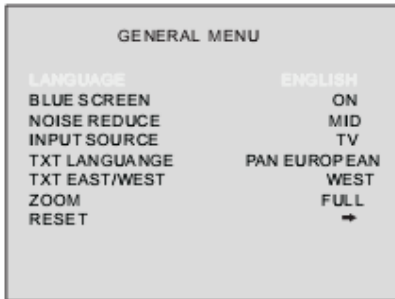 GENERAL MENU
LANGUAGE ENGLISH
BLUE SCREEN ON
NOISE REDUCE MID
INPUT SOURCE TV
TXT LANGUANGE PAN EUROPEAN
TXT EAST/WEST WEST
ZOOM FULL
RESET ➡